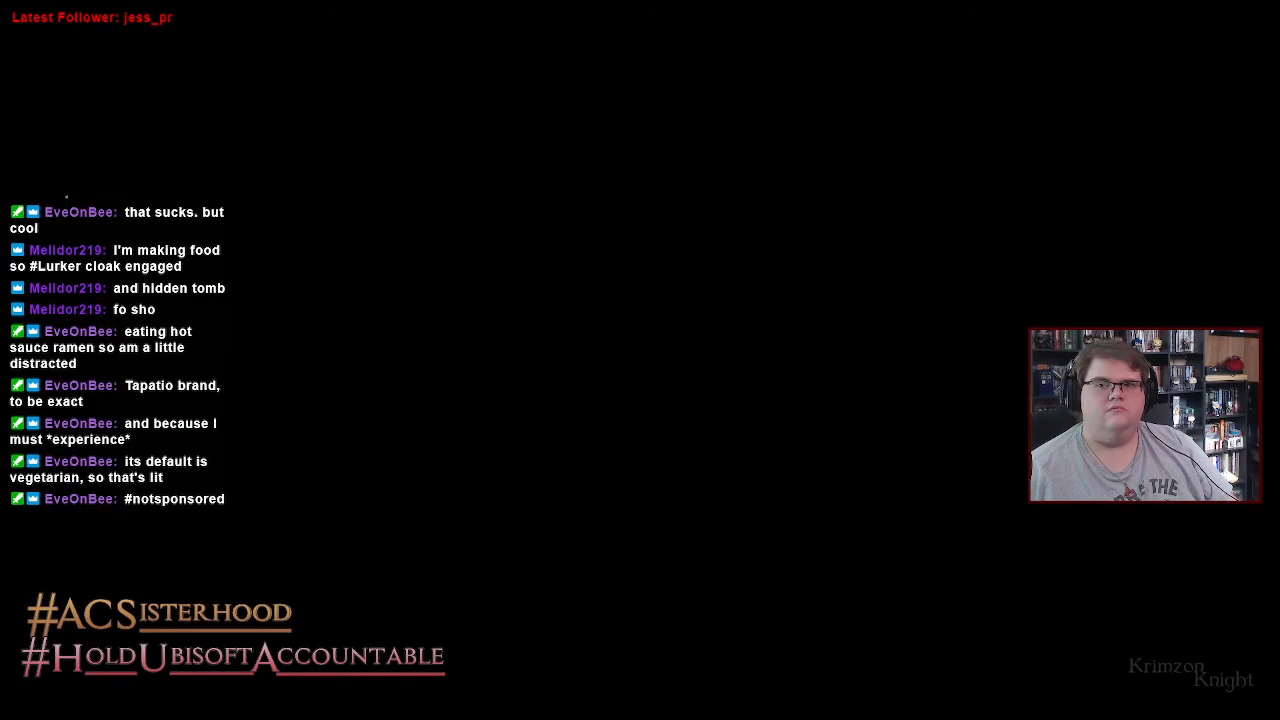 Latest Follower: jess_pr
EveOnBee: that sucks. but
cool
Melidor219: I'm making food
so #Lurker cloak engaged
Melidor219: and hidden tomb
Melidor219: fo sho
EveOnBee: eating hot
sauce ramen so am a little
distracted
EveOnBee: Tapatio brand,
to be exact
EveOnBee: and because I
must *experience*
EveOnBee: its default is
vegetarian, so that's lit
EveOnBee: #notsponsored
THE
#ACSisterhood
#HoldUbisoftAccountable
Krimzon
Knight